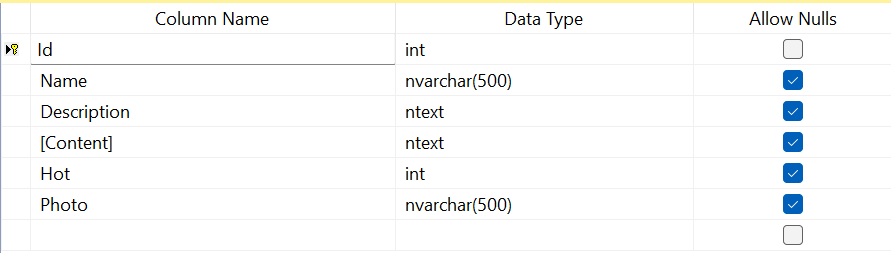 Column Name Data Type Allow Nulls
Id int
Name nvarchar(500)
Description ntext
[Content] ntext
Hot int
Photo nvarchar(500)